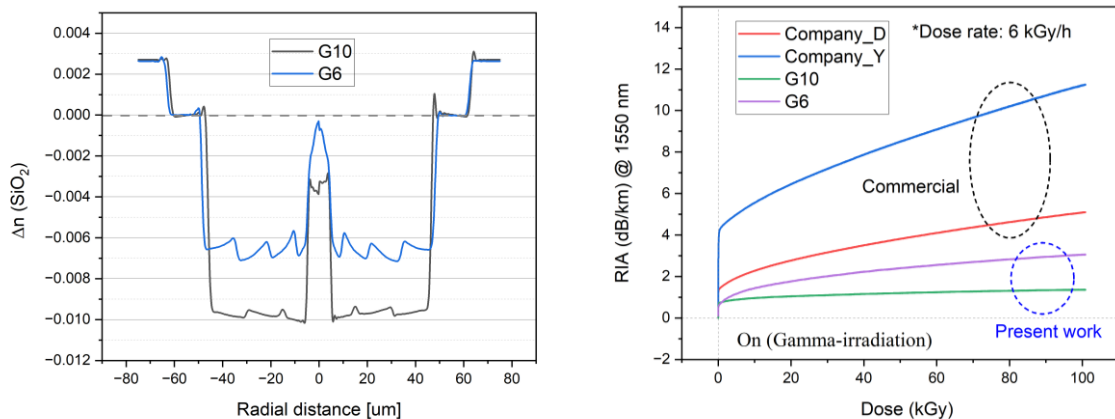 0.004
0.002
0.000
−0.002
−0.004
−0.006
−0.008
−0.010
−0.012
Δn (SiO₂)
G10
G6
−80
−60
−40
−20
0
20
40
60
80
Radial distance [um]
14
12
10
8
6
4
2
0
−2
RIA (dB/km) @ 1550 nm
Company_D
Company_Y
G10
G6
*Dose rate: 6 kGy/h
Commercial
Present work
On (Gamma-irradiation)
0
20
40
60
80
100
Dose (kGy)